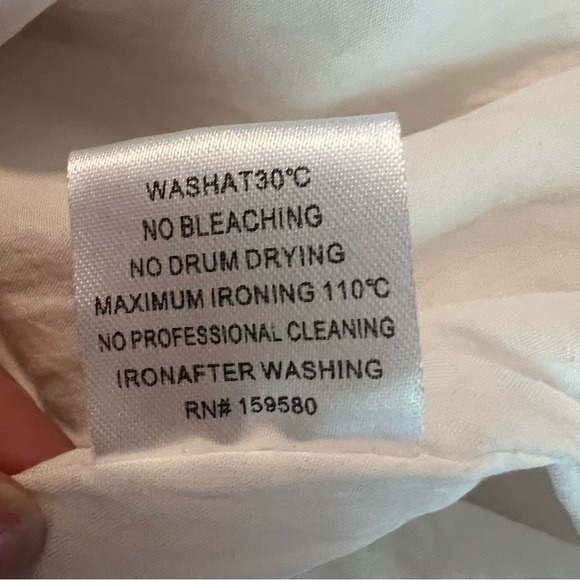 WASHAT30°C
NO BLEACHING
NO DRUM DRYING
MAXIMUM IRONING 110°C
NO PROFESSIONAL CLEANING
IRONAFTER WASHING
RN# 159580